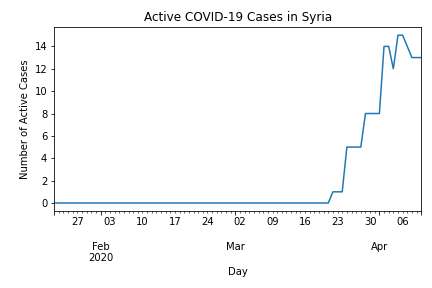 Active COVID-19 Cases in Syria
Number of Active Cases
14
12
10
8
6
4
2
0
27 03 10 17 24 02 09 16 23 30 06
Feb Mar Apr
2020
Day